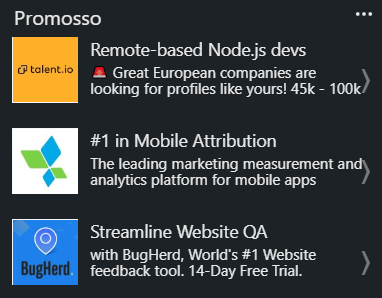 Promosso
talent.io
Remote-based Node.js devs
🚨 Great European companies are
looking for profiles like yours! 45k - 100k
#1 in Mobile Attribution
The leading marketing measurement and
analytics platform for mobile apps
BugHerd.
Streamline Website QA
with BugHerd, World's #1 Website
feedback tool. 14-Day Free Trial.